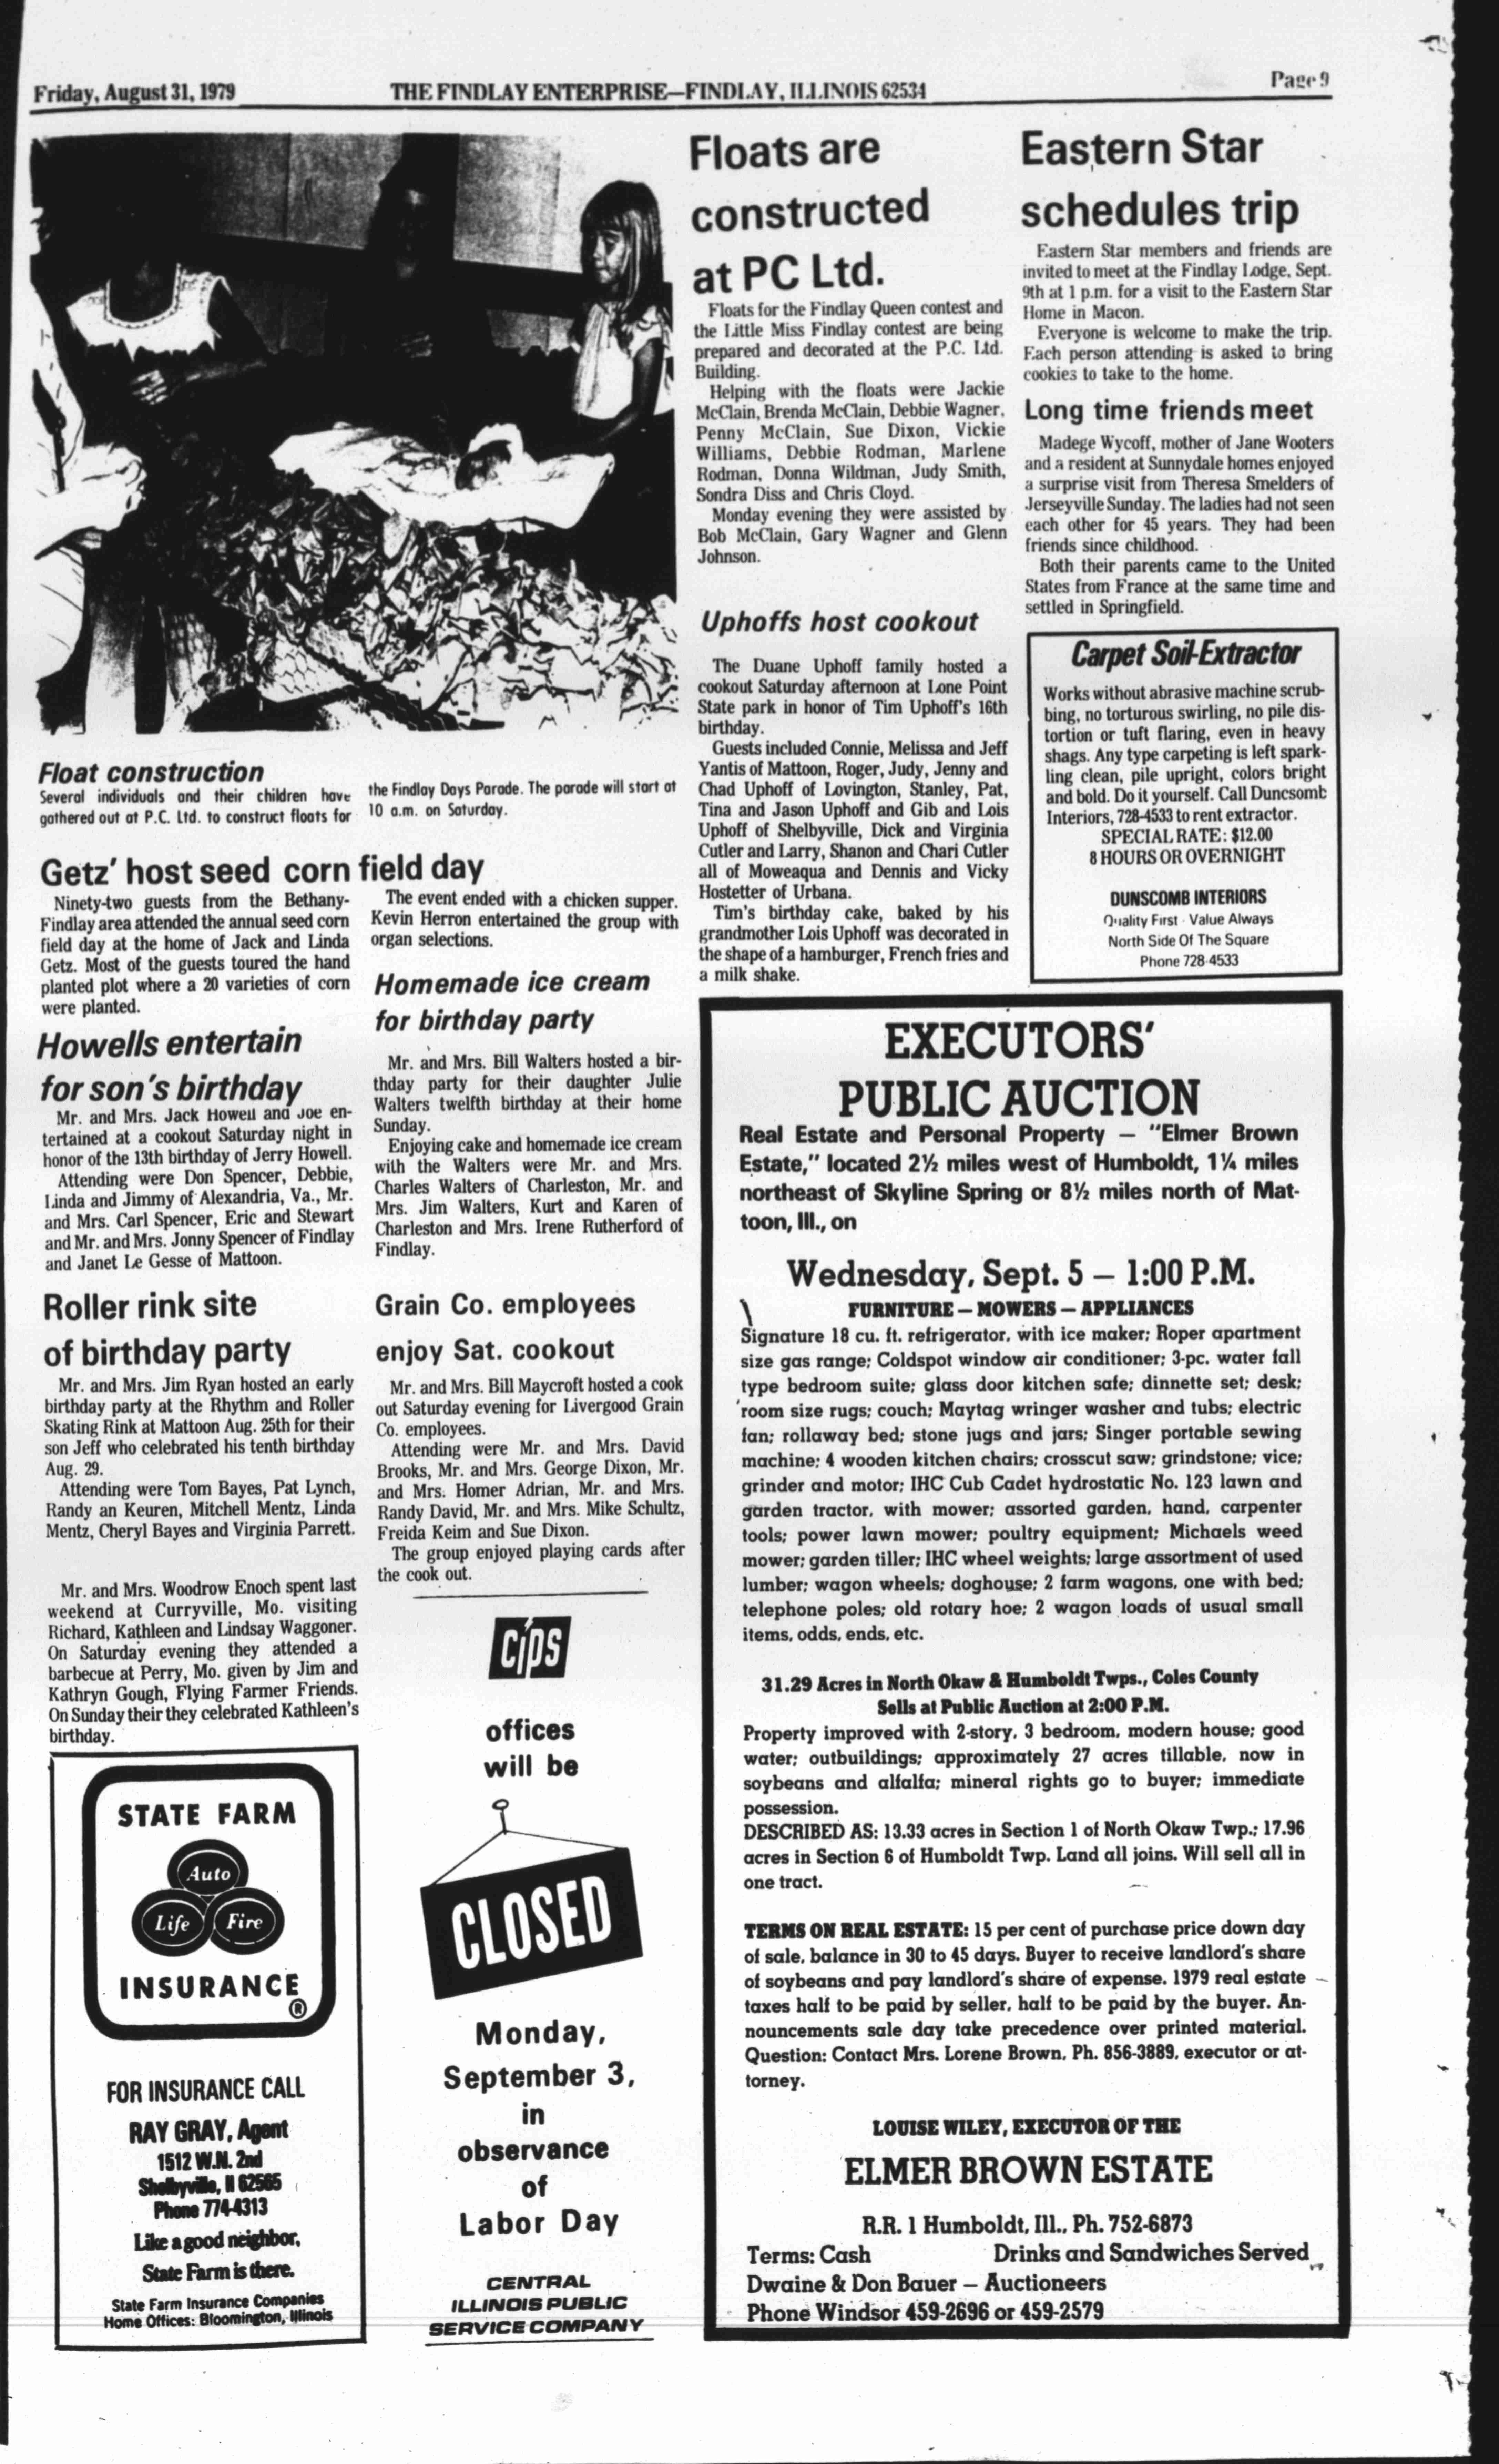 Friday, August 31, 1979
THE FINDLAY ENTERPRISE—FINDLAY, ILLINOIS 62534
Page 9
Float construction
Several individuals and their children have
gathered out at P.C. Ltd. to construct floats for
the Findlay Days Parade. The parade will start at
10 a.m. on Saturday.
Getz' host seed corn field day
Ninety-two guests from the Bethany-
Findlay area attended the annual seed corn
field day at the home of Jack and Linda
Getz. Most of the guests toured the hand
planted plot where a 20 varieties of corn
were planted.
The event ended with a chicken supper.
Kevin Herron entertained the group with
organ selections.
Howells entertain
for son's birthday
Mr. and Mrs. Jack Howell and Joe en-
tertained at a cookout Saturday night in
honor of the 13th birthday of Jerry Howell.
Attending were Don Spencer, Debbie,
Linda and Jimmy of Alexandria, Va., Mr.
and Mrs. Carl Spencer, Eric and Stewart
and Mr. and Mrs. Jonny Spencer of Findlay
and Janet Le Gesse of Mattoon.
Roller rink site
of birthday party
Mr. and Mrs. Jim Ryan hosted an early
birthday party at the Rhythm and Roller
Skating Rink at Mattoon Aug. 25th for their
son Jeff who celebrated his tenth birthday
Aug. 29.
Attending were Tom Bayes, Pat Lynch,
Randy an Keuren, Mitchell Mentz, Linda
Mentz, Cheryl Bayes and Virginia Parrett.
Mr. and Mrs. Woodrow Enoch spent last
weekend at Curryville, Mo. visiting
Richard, Kathleen and Lindsay Waggoner.
On Saturday evening they attended a
barbecue at Perry, Mo. given by Jim and
Kathryn Gough, Flying Farmer Friends.
On Sunday their they celebrated Kathleen's
birthday.
STATE FARM
Auto
Life Fire
INSURANCE
®
FOR INSURANCE CALL
RAY GRAY, Agent
1512 W.N. 2nd
Shelbyville, Il 62565
Phone 774-4313
Like a good neighbor,
State Farm is there.
State Farm Insurance Companies
Home Offices: Bloomington, Illinois
Homemade ice cream
for birthday party
Mr. and Mrs. Bill Walters hosted a bir-
thday party for their daughter Julie
Walters twelfth birthday at their home
Sunday.
Enjoying cake and homemade ice cream
with the Walters were Mr. and Mrs.
Charles Walters of Charleston, Mr. and
Mrs. Jim Walters, Kurt and Karen of
Charleston and Mrs. Irene Rutherford of
Findlay.
Grain Co. employees
enjoy Sat. cookout
Mr. and Mrs. Bill Maycroft hosted a cook
out Saturday evening for Livergood Grain
Co. employees.
Attending were Mr. and Mrs. David
Brooks, Mr. and Mrs. George Dixon, Mr.
and Mrs. Homer Adrian, Mr. and Mrs.
Randy David, Mr. and Mrs. Mike Schultz,
Freida Keim and Sue Dixon.
The group enjoyed playing cards after
the cook out.
cips
offices
will be
CLOSED
Monday,
September 3,
in
observance
of
Labor Day
CENTRAL
ILLINOIS PUBLIC
SERVICE COMPANY
Floats are
constructed
at PC Ltd.
Floats for the Findlay Queen contest and
the Little Miss Findlay contest are being
prepared and decorated at the P.C. Ltd.
Building.
Helping with the floats were Jackie
McClain, Brenda McClain, Debbie Wagner,
Penny McClain, Sue Dixon, Vickie
Williams, Debbie Rodman, Marlene
Rodman, Donna Wildman, Judy Smith,
Sondra Diss and Chris Cloyd.
Monday evening they were assisted by
Bob McClain, Gary Wagner and Glenn
Johnson.
Uphoffs host cookout
The Duane Uphoff family hosted a
cookout Saturday afternoon at Lone Point
State park in honor of Tim Uphoff's 16th
birthday.
Guests included Connie, Melissa and Jeff
Yantis of Mattoon, Roger, Judy, Jenny and
Chad Uphoff of Lovington, Stanley, Pat,
Tina and Jason Uphoff and Gib and Lois
Uphoff of Shelbyville, Dick and Virginia
Cutler and Larry, Shanon and Chari Cutler
all of Moweaqua and Dennis and Vicky
Hostetter of Urbana.
Tim's birthday cake, baked by his
grandmother Lois Uphoff was decorated in
the shape of a hamburger, French fries and
a milk shake.
Eastern Star
schedules trip
Eastern Star members and friends are
invited to meet at the Findlay Lodge, Sept.
9th at 1 p.m. for a visit to the Eastern Star
Home in Macon.
Everyone is welcome to make the trip.
Each person attending is asked to bring
cookies to take to the home.
Long time friends meet
Madege Wycoff, mother of Jane Wooters
and a resident at Sunnydale homes enjoyed
a surprise visit from Theresa Smelders of
Jerseyville Sunday. The ladies had not seen
each other for 45 years. They had been
friends since childhood.
Both their parents came to the United
States from France at the same time and
settled in Springfield.
Carpet Soil-Extractor
Works without abrasive machine scrub-
bing, no torturous swirling, no pile dis-
tortion or tuft flaring, even in heavy
shags. Any type carpeting is left spark-
ling clean, pile upright, colors bright
and bold. Do it yourself. Call Duncsomb
Interiors, 728-4533 to rent extractor.
SPECIAL RATE: $12.00
8 HOURS OR OVERNIGHT
DUNSCOMB INTERIORS
Quality First - Value Always
North Side Of The Square
Phone 728-4533
EXECUTORS'
PUBLIC AUCTION
Real Estate and Personal Property — "Elmer Brown
Estate," located 2½ miles west of Humboldt, 1¼ miles
northeast of Skyline Spring or 8½ miles north of Mat-
toon, Ill., on
Wednesday, Sept. 5 — 1:00 P.M.
FURNITURE — MOWERS — APPLIANCES
Signature 18 cu. ft. refrigerator, with ice maker; Roper apartment
size gas range; Coldspot window air conditioner; 3-pc. water fall
type bedroom suite; glass door kitchen safe; dinnette set; desk;
room size rugs; couch; Maytag wringer washer and tubs; electric
fan; rollaway bed; stone jugs and jars; Singer portable sewing
machine; 4 wooden kitchen chairs; crosscut saw; grindstone; vice;
grinder and motor; IHC Cub Cadet hydrostatic No. 123 lawn and
garden tractor, with mower; assorted garden, hand, carpenter
tools; power lawn mower; poultry equipment; Michaels weed
mower; garden tiller; IHC wheel weights; large assortment of used
lumber; wagon wheels; doghouse; 2 farm wagons, one with bed;
telephone poles; old rotary hoe; 2 wagon loads of usual small
items, odds, ends, etc.
31.29 Acres in North Okaw & Humboldt Twps., Coles County
Sells at Public Auction at 2:00 P.M.
Property improved with 2-story, 3 bedroom, modern house; good
water; outbuildings; approximately 27 acres tillable, now in
soybeans and alfalfa; mineral rights go to buyer; immediate
possession.
DESCRIBED AS: 13.33 acres in Section 1 of North Okaw Twp.; 17.96
acres in Section 6 of Humboldt Twp. Land all joins. Will sell all in
one tract.
TERMS ON REAL ESTATE: 15 per cent of purchase price down day
of sale, balance in 30 to 45 days. Buyer to receive landlord's share
of soybeans and pay landlord's share of expense. 1979 real estate
taxes half to be paid by seller, half to be paid by the buyer. An-
nouncements sale day take precedence over printed material.
Question: Contact Mrs. Lorene Brown, Ph. 856-3889, executor or at-
torney.
LOUISE WILEY, EXECUTOR OF THE
ELMER BROWN ESTATE
R.R. 1 Humboldt, Ill., Ph. 752-6873
Terms: Cash
Drinks and Sandwiches Served
Dwaine & Don Bauer — Auctioneers
Phone Windsor 459-2696 or 459-2579